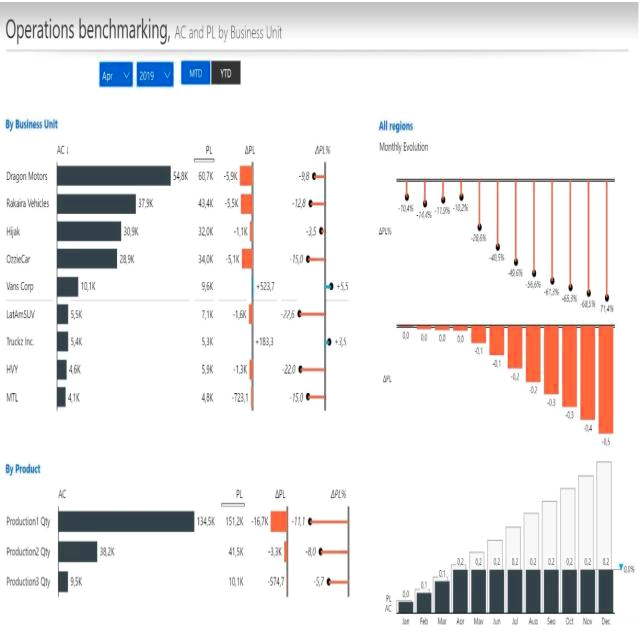 Operations benchmarking, AC and PL by Business Unit
Apr 2019 MTD YTD
By Business Unit
AC ↓ PL ΔPL ΔPL%
Dragon Motors 54,8K 60,7K -5,9K -9,8
Rakaira Vehicles 37,9K 43,4K -5,5K -12,8
Hijak 30,9K 32,0K -1,1K -3,5
OzzieCar 28,9K 34,0K -5,1K -15,0
Vans Corp 10,1K 9,6K +523,7 +5,5
LatAmSUV 5,5K 7,1K -1,6K -22,6
Truckz Inc. 5,4K 5,3K +183,3 +3,5
HVY 4,6K 5,9K -1,3K -22,0
MTL 4,1K 4,8K -723,1 -15,0
By Product
AC PL ΔPL ΔPL%
Production1 Qty 134,5K 151,2K -16,7K -11,1
Production2 Qty 38,2K 41,5K -3,3K -8,0
Production3 Qty 9,5K 10,1K -574,7 -5,7
All regions
Monthly Evolution
ΔPL%
-10,4% -14,4% -11,9% -10,2% -28,6% -40,5% -49,6% -56,6% -61,3% -65,3% -68,5% -71,4%
ΔPL
0,0 0,0 0,0 0,0 -0,1 -0,1 -0,2 -0,2 -0,3 -0,3 -0,4 -0,5
0,0 0,1 0,1 0,2 0,2 0,2 0,2 0,2 0,2 0,2 0,2 0,2
0,0%
PL
AC
Jan Feb Mar Apr May Jun Jul Aug Sep Oct Nov Dec